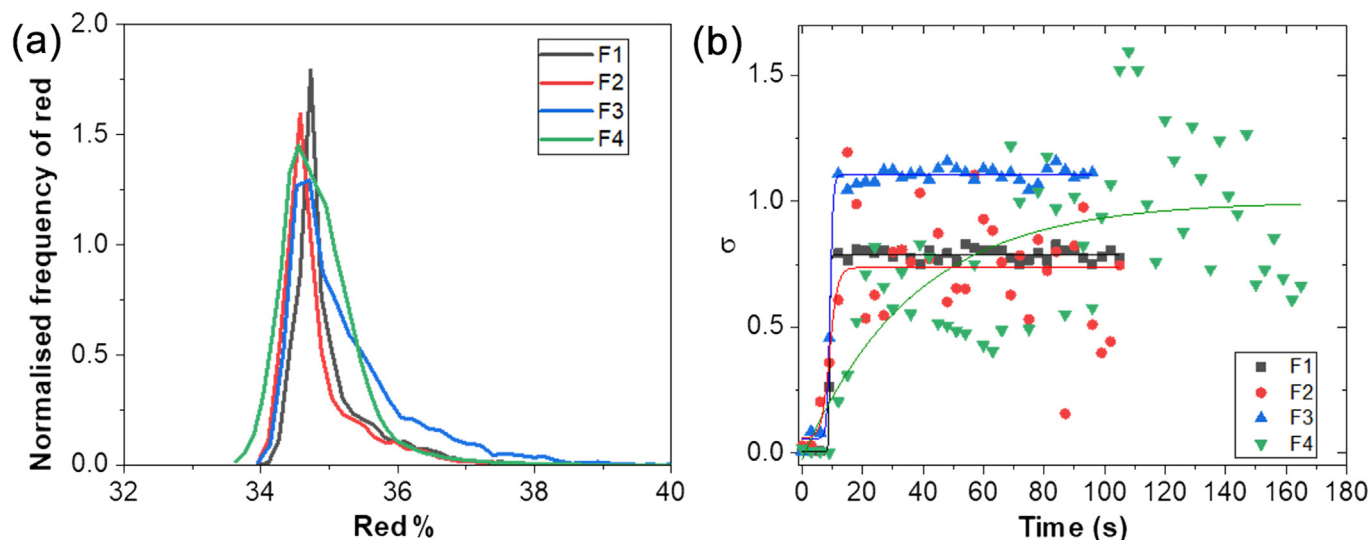 (a)
Normalised frequency of red
2.0
1.5
1.0
0.5
0.0
32 34 36 38 40
Red %
F1
F2
F3
F4
(b)
σ
1.5
1.0
0.5
0.0
0 20 40 60 80 100 120 140 160 180
Time (s)
F1
F2
F3
F4